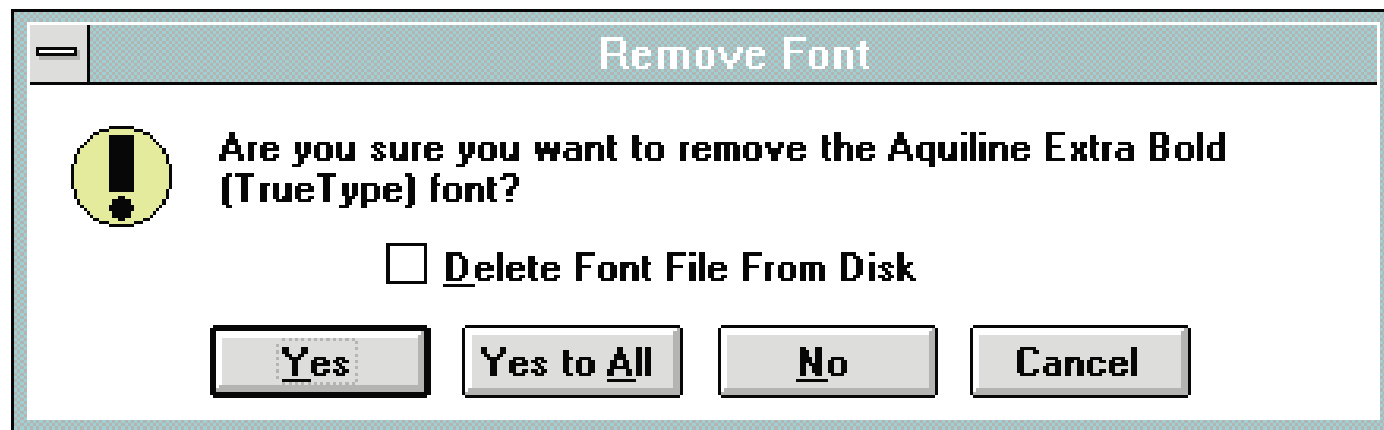 Remove Font
Are you sure you want to remove the Aquiline Extra Bold
(TrueType) font?
Delete Font File From Disk
Yes Yes to All No Cancel